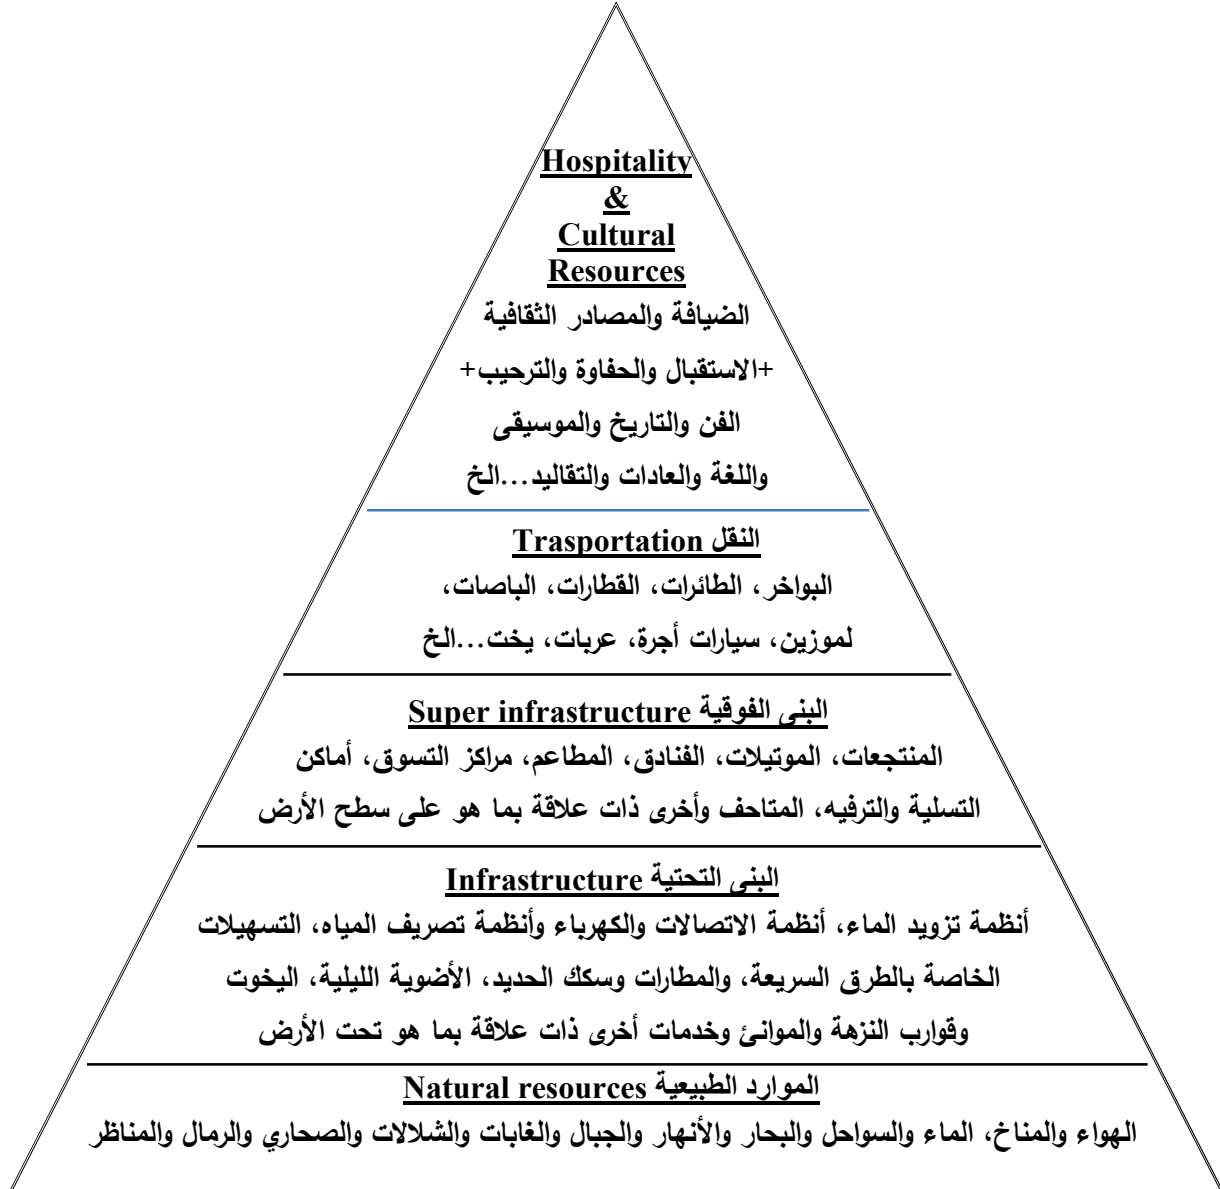 Hospitality
&
Cultural
Resources
الضيافة والمصادر الثقافية
+الاستقبال والحفاوة والترحيب+
الفن والتاريخ والموسيقى
واللغة والعادات والتقاليد...الخ
النقل Trasportation
البواخر، الطائرات، القطارات، الباصات،
لموزين، سيارات أجرة، عربات، يخت...الخ
البنى الفوقية Super infrastructure
المنتجعات، الموتيلات، الفنادق، المطاعم، مراكز التسوق، أماكن
التسلية والترفيه، المتاحف وأخرى ذات علاقة بما هو على سطح الأرض
البنى التحتية Infrastructure
أنظمة تزويد الماء، أنظمة الاتصالات والكهرباء وأنظمة تصريف المياه، التسهيلات
الخاصة بالطرق السريعة، والمطارات وسكك الحديد، الأضوية الليلية، اليخوت
وقوارب النزهة والموانئ وخدمات أخرى ذات علاقة بما هو تحت الأرض
الموارد الطبيعية Natural resources
الهواء والمناخ، الماء والسواحل والبحار والأنهار والجبال والغابات والشلالات والصحاري والرمال والمناظر